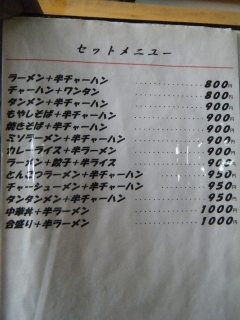 セットメニュー
ラーメン+半チャーハン ············ 800円
チャーハン+ワンタン ············ 800円
タンメン+半チャーハン ············ 900円
もやしそば+半チャーハン ············ 900円
焼きそば+半チャーハン ············ 900円
ミソラーメン+半チャーハン ············ 900円
カレーライス+半ラーメン ············ 900円
ラーメン+餃子+半ライス ············ 900円
とんこつラーメン+半チャーハン ············ 950円
チャーシューメン+半チャーハン ············ 950円
タンタンメン+半チャーハン ············ 950円
中華丼+半ラーメン ············ 1000円
合盛り+半ラーメン ············ 1000円